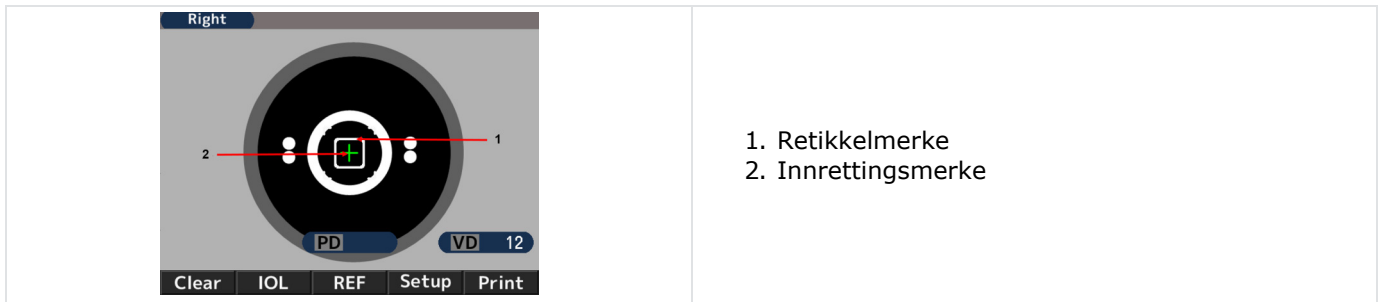 Right
1
2
PD
VD 12
Clear IOL REF Setup Print
1. Retikkelmerke
2. Innrettingsmerke